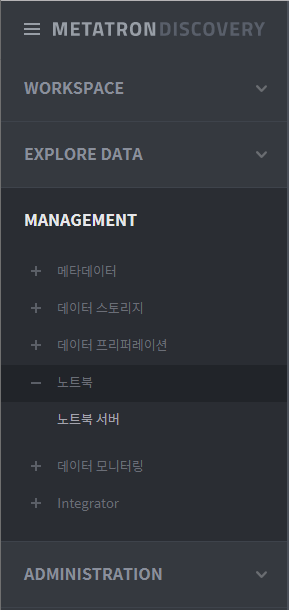 METATRON DISCOVERY
WORKSPACE
EXPLORE DATA
MANAGEMENT
메타데이터
데이터 스토리지
데이터 프리퍼레이션
노트북
노트북 서버
데이터 모니터링
Integrator
ADMINISTRATION